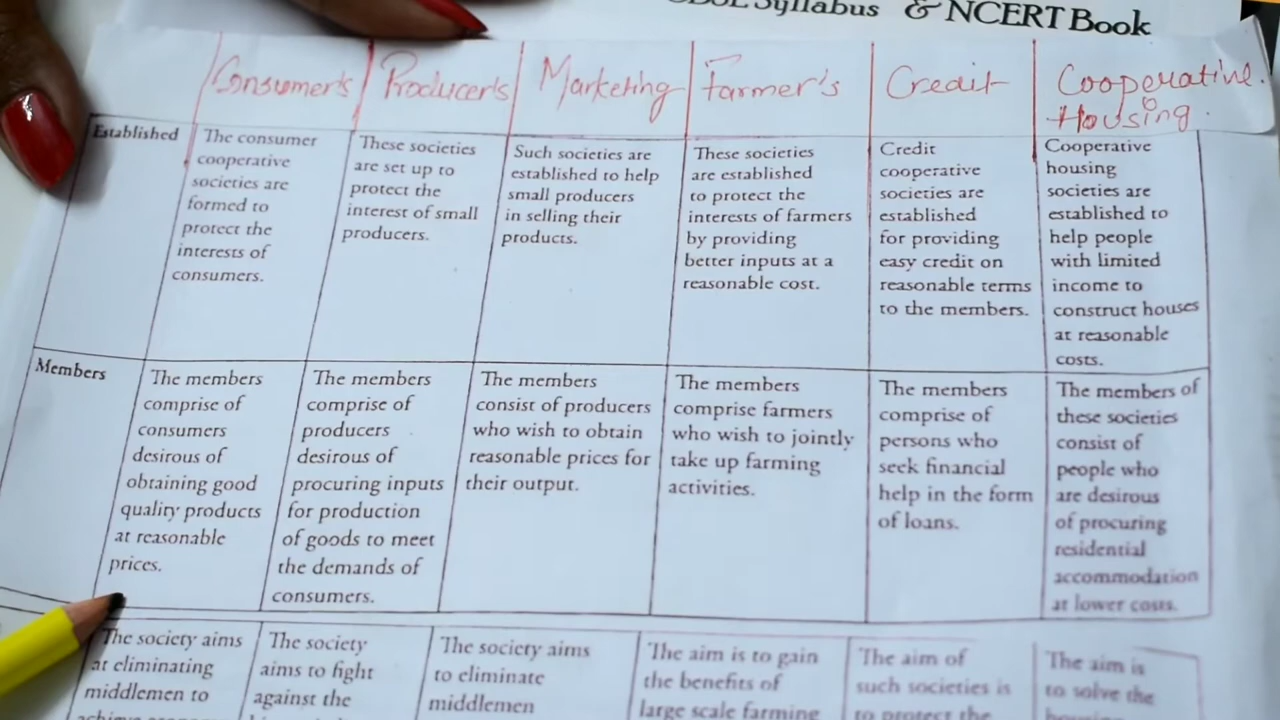 Syllabus & NCERT Book
Consumer's
Producer's
Marketing
Farmer's
Credit
Cooperative
Housing.
Established
The consumer
cooperative
societies are
formed to
protect the
interests of
consumers.
These societies
are set up to
protect the
interest of small
producers.
Such societies are
established to help
small producers
in selling their
products.
These societies
are established
to protect the
interests of farmers
by providing
better inputs at a
reasonable cost.
Credit
cooperative
societies are
established
for providing
easy credit on
reasonable terms
to the members.
Cooperative
housing
societies are
established to
help people
with limited
income to
construct houses
at reasonable
costs.
Members
The members
comprise of
consumers
desirous of
obtaining good
quality products
at reasonable
prices.
The members
comprise of
producers
desirous of
procuring inputs
for production
of goods to meet
the demands of
consumers.
The members
consist of producers
who wish to obtain
reasonable prices for
their output.
The members
comprise farmers
who wish to jointly
take up farming
activities.
The members
comprise of
persons who
seek financial
help in the form
of loans.
The members of
these societies
consist of
people who
are desirous
of procuring
residential
accommodation
at lower costs.
The society aims
at eliminating
middlemen to
The society
aims to fight
against the
The society aims
to eliminate
middlemen
The aim is to gain
the benefits of
large scale farming
The aim of
such societies is
to protect the
The aim is
to solve the